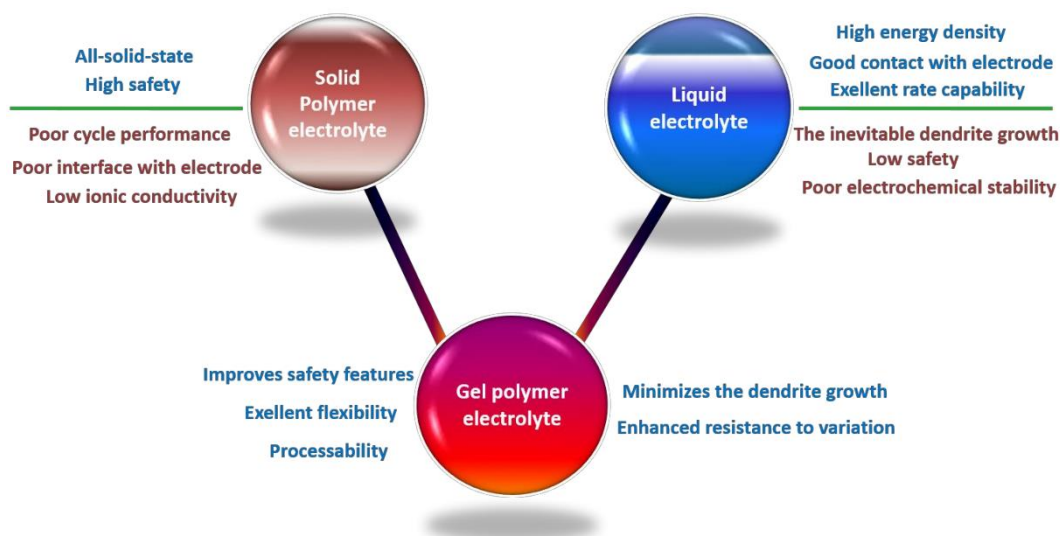 All-solid-state
High safety
Poor cycle performance
Poor interface with electrode
Low ionic conductivity
Solid
Polymer
electrolyte
Liquid
electrolyte
High energy density
Good contact with electrode
Exellent rate capability
The inevitable dendrite growth
Low safety
Poor electrochemical stability
Improves safety features
Exellent flexibility
Processability
Gel polymer
electrolyte
Minimizes the dendrite growth
Enhanced resistance to variation